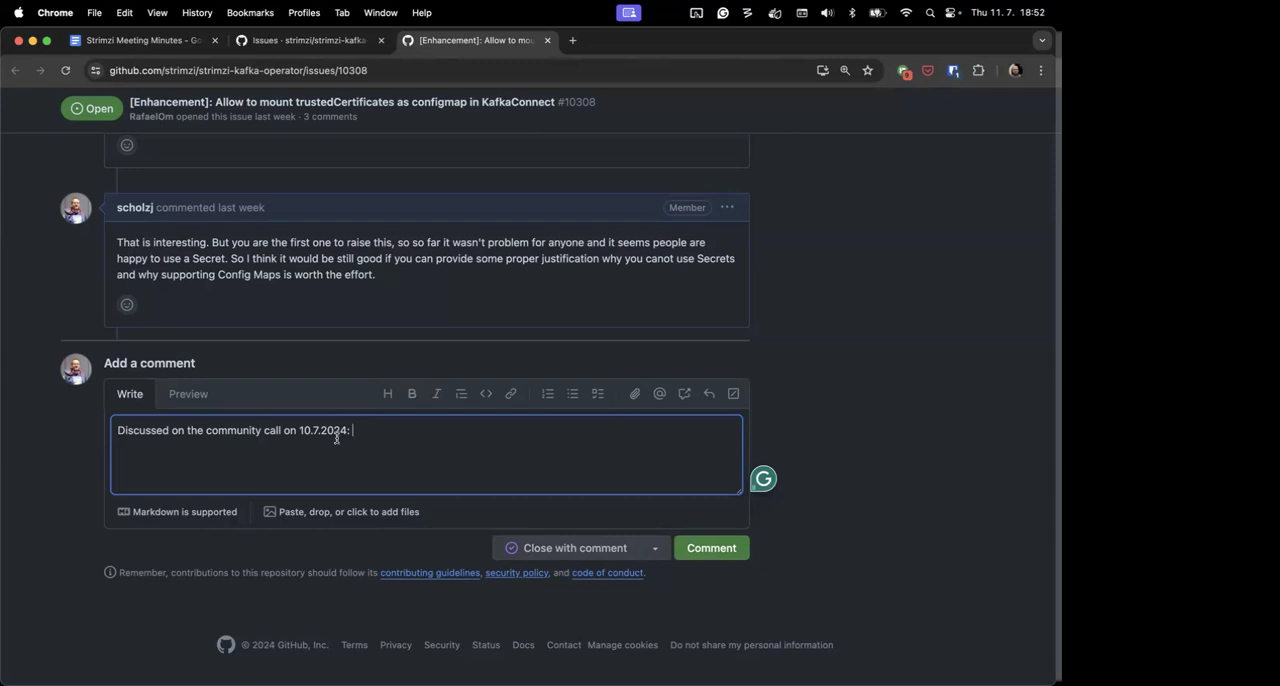 Chrome File Edit View History Bookmarks Profiles Tab Window Help Thu 11. 7. 18:52
Strimzi Meeting Minutes - Go Issues · strimzi/strimzi-kafka [Enhancement]: Allow to mou
github.com/strimzi/strimzi-kafka-operator/issues/10308
Open
[Enhancement]: Allow to mount trustedCertificates as configmap in KafkaConnect #10308
RafaelOm opened this issue last week · 3 comments
scholzj commented last week Member
That is interesting. But you are the first one to raise this, so so far it wasn't problem for anyone and it seems people are
happy to use a Secret. So I think it would be still good if you can provide some proper justification why you canot use Secrets
and why supporting Config Maps is worth the effort.
Add a comment
Write Preview
Discussed on the community call on 10.7.2024:
Markdown is supported Paste, drop, or click to add files
Close with comment Comment
Remember, contributions to this repository should follow its contributing guidelines, security policy, and code of conduct.
© 2024 GitHub, Inc. Terms Privacy Security Status Docs Contact Manage cookies Do not share my personal information